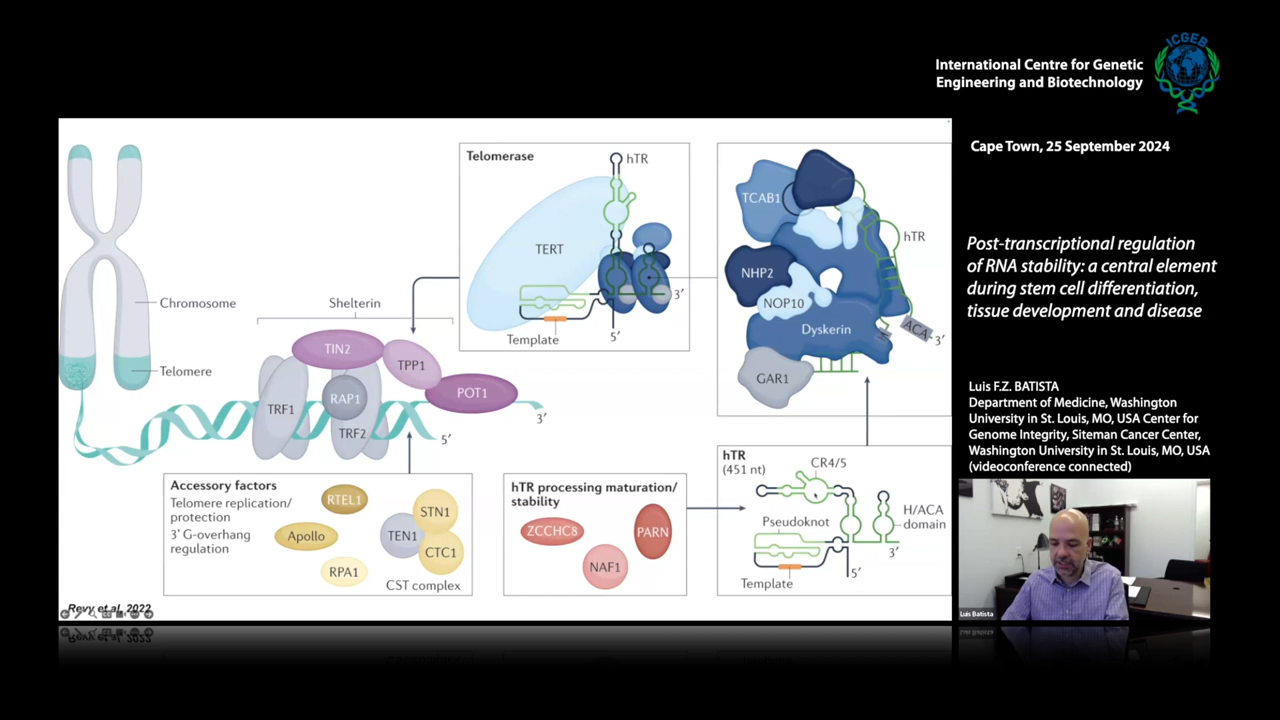 ICGEB
International Centre for Genetic
Engineering and Biotechnology
Cape Town, 25 September 2024
Post-transcriptional regulation
of RNA stability: a central element
during stem cell differentiation,
tissue development and disease
Luis F.Z. BATISTA
Department of Medicine, Washington
University in St. Louis, MO, USA Center for
Genome Integrity, Siteman Cancer Center,
Washington University in St. Louis, MO, USA
(videoconference connected)
Luis Batista
Chromosome
Telomere
Shelterin
TIN2
TPP1
POT1
TRF1
RAP1
TRF2
3′
5′
Telomerase
hTR
TERT
Template
3′
5′
TCAB1
hTR
NHP2
NOP10
Dyskerin
H
ACA
3′
GAR1
Accessory factors
Telomere replication/
protection
3′ G-overhang
regulation
RTEL1
Apollo
RPA1
STN1
TEN1
CTC1
CST complex
hTR processing maturation/
stability
ZCCHC8
PARN
NAF1
hTR
(451 nt)
CR4/5
Pseudoknot
H/ACA
domain
3′
5′
Template
Revy et al, 2022